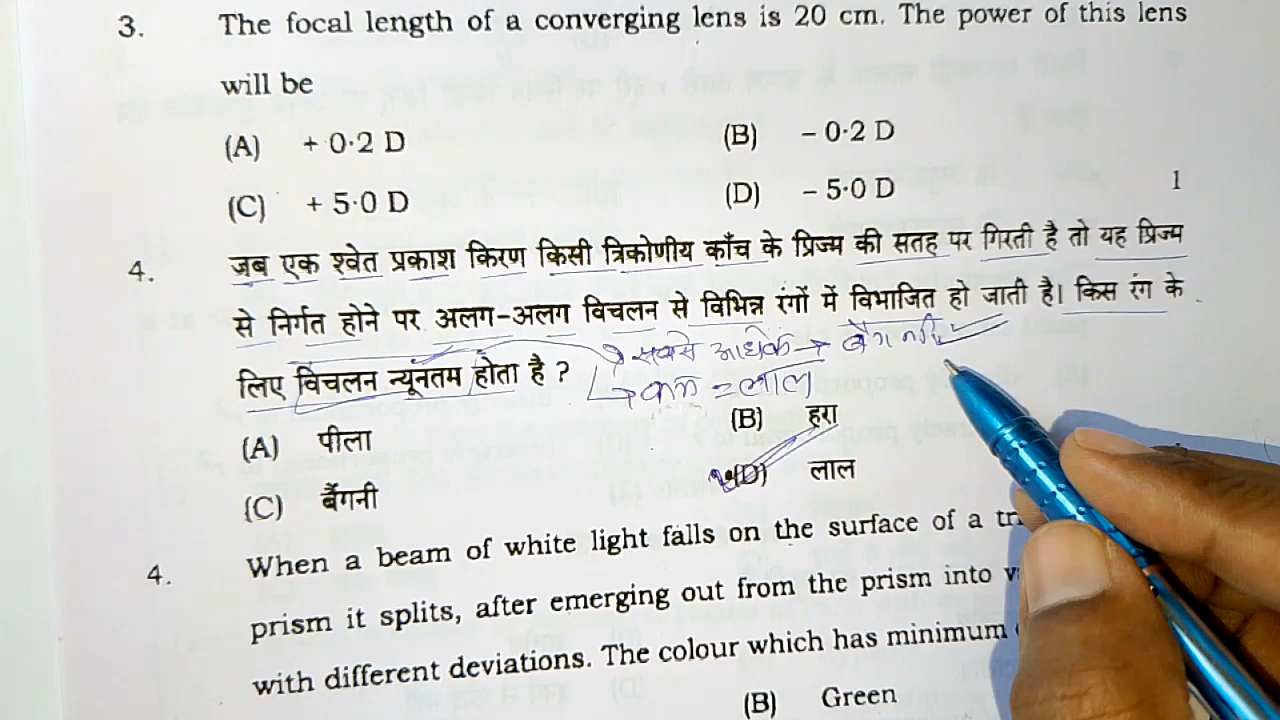 3. The focal length of a converging lens is 20 cm. The power of this lens
will be
(A) + 0·2 D (B) – 0·2 D
(C) + 5·0 D (D) – 5·0 D 1
4. जब एक श्वेत प्रकाश किरण किसी त्रिकोणीय काँच के प्रिज्म की सतह पर गिरती है तो यह प्रिज्म
से निर्गत होने पर अलग-अलग विचलन से विभिन्न रंगों में विभाजित हो जाती है। किस रंग के
सबसे अधिक → बैंगनी
लिए विचलन न्यूनतम होता है ?
कम = लाल
(A) पीला (B) हरा
(C) बैंगनी (D) लाल
4. When a beam of white light falls on the surface of a
prism it splits, after emerging out from the prism into
with different deviations. The colour which has minimum
(B) Green